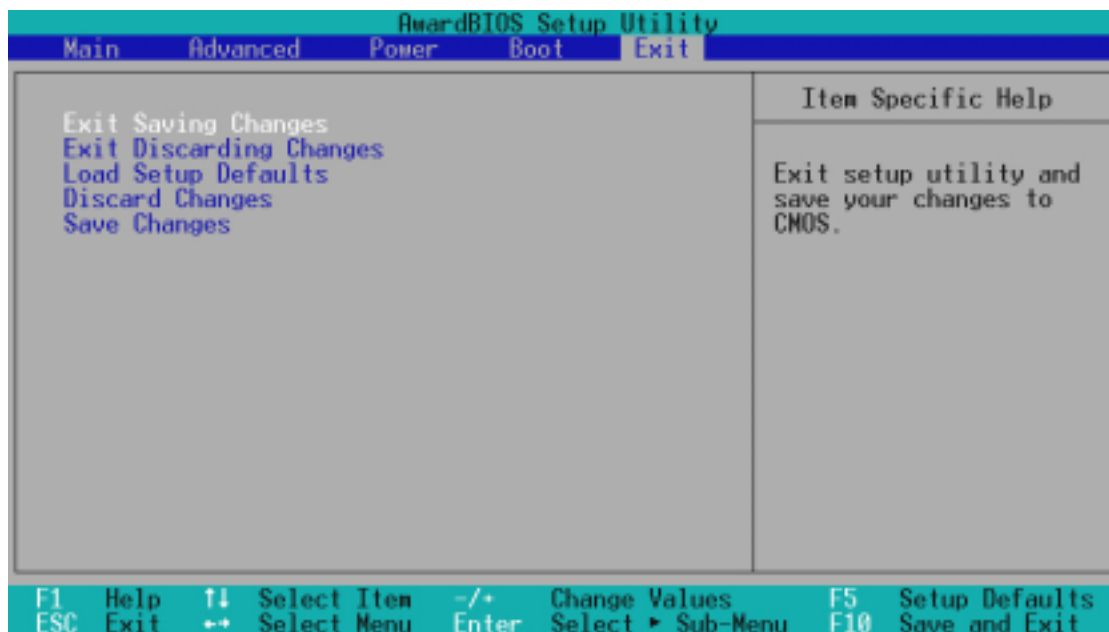 AwardBIOS Setup Utility
Main Advanced Power Boot Exit
Exit Saving Changes
Exit Discarding Changes
Load Setup Defaults
Discard Changes
Save Changes
Item Specific Help
Exit setup utility and
save your changes to
CMOS.
F1 Help ↑↓ Select Item -/+ Change Values F5 Setup Defaults
ESC Exit ←→ Select Menu Enter Select ► Sub-Menu F10 Save and Exit